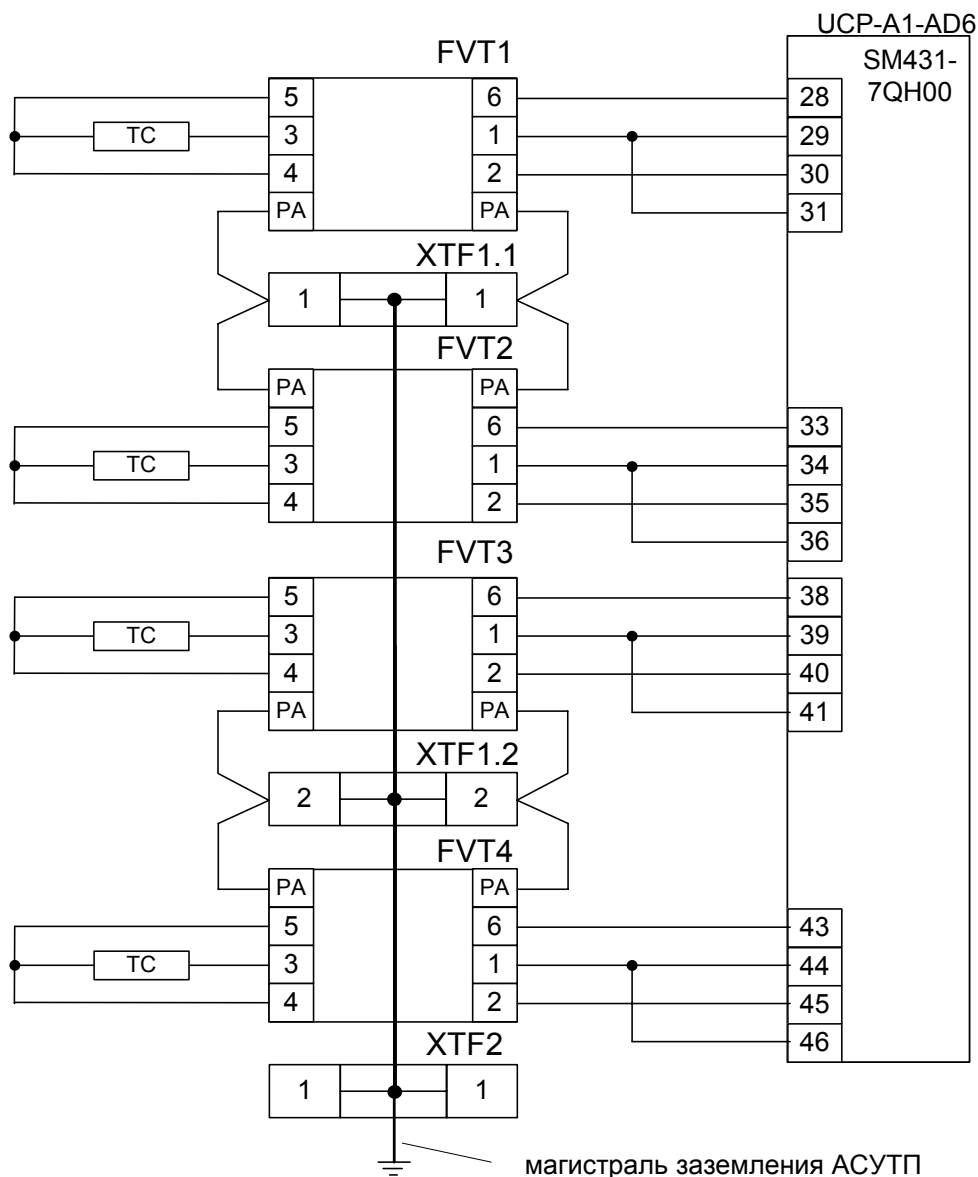 UCP-A1-AD6
SM431-
7QH00
FVT1
5 6 28
TC 3 1 29
4 2 30
PA PA 31
XTF1.1
1 1
FVT2
PA PA
5 6 33
TC 3 1 34
4 2 35
36
FVT3
5 6 38
TC 3 1 39
4 2 40
PA PA 41
XTF1.2
2 2
FVT4
PA PA
5 6 43
TC 3 1 44
4 2 45
46
XTF2
1 1
магистраль заземления АСУТП